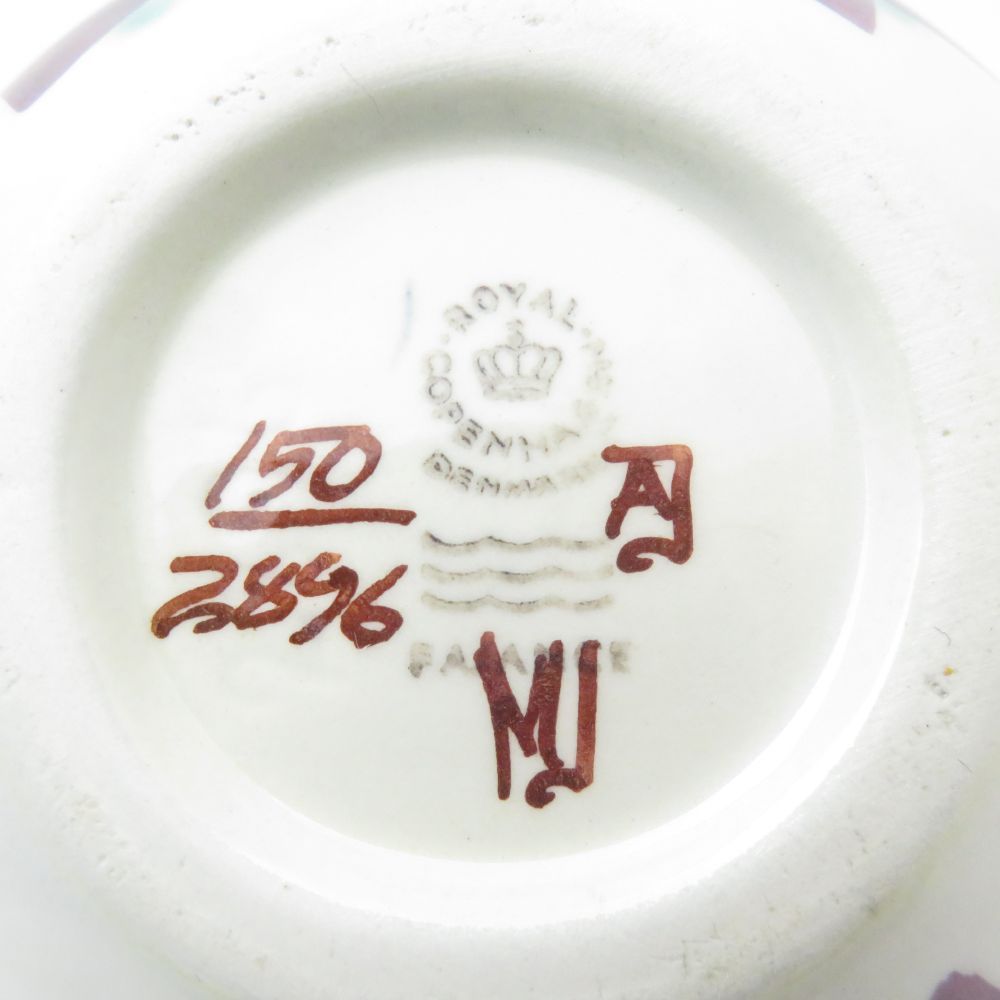 ROYAL
COPENHAGEN
DENMARK
150
2896
AJ
FAJANCE
MJ